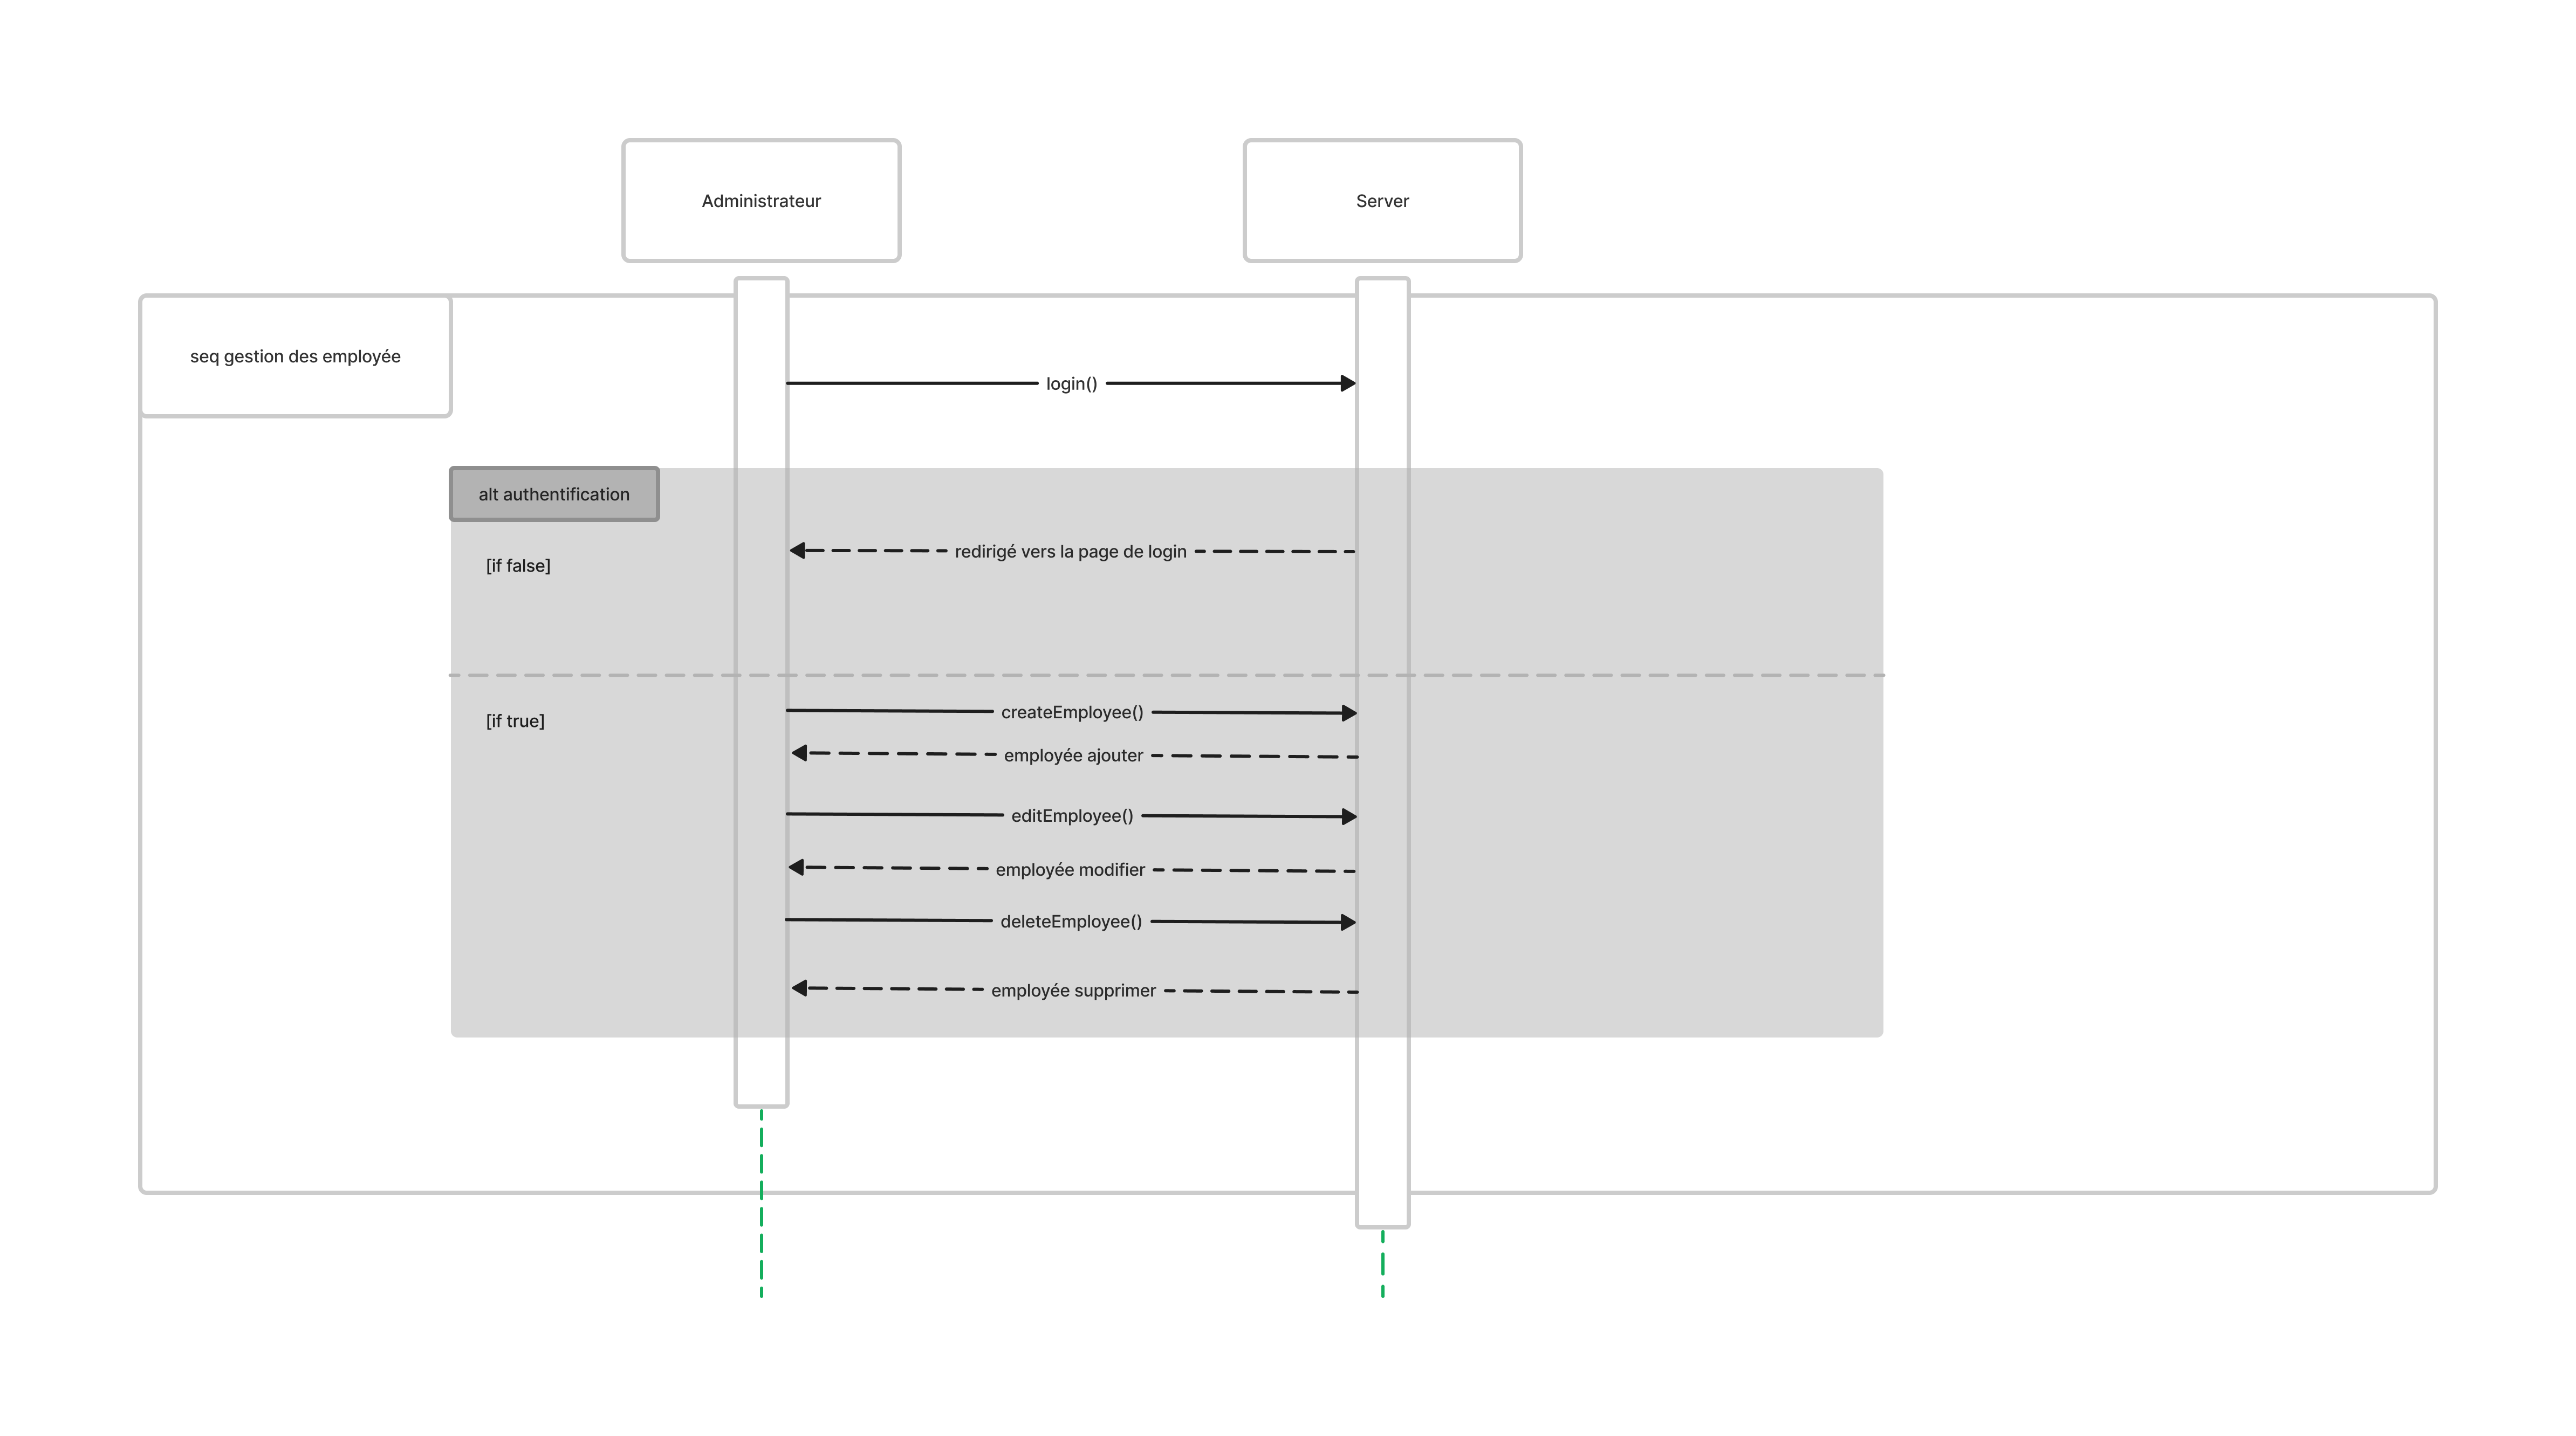 Administrateur
Server
seq gestion des employée
login()
alt authentification
redirigé vers la page de login
[if false]
createEmployee()
[if true]
employée ajouter
editEmployee()
employée modifier
deleteEmployee()
employée supprimer